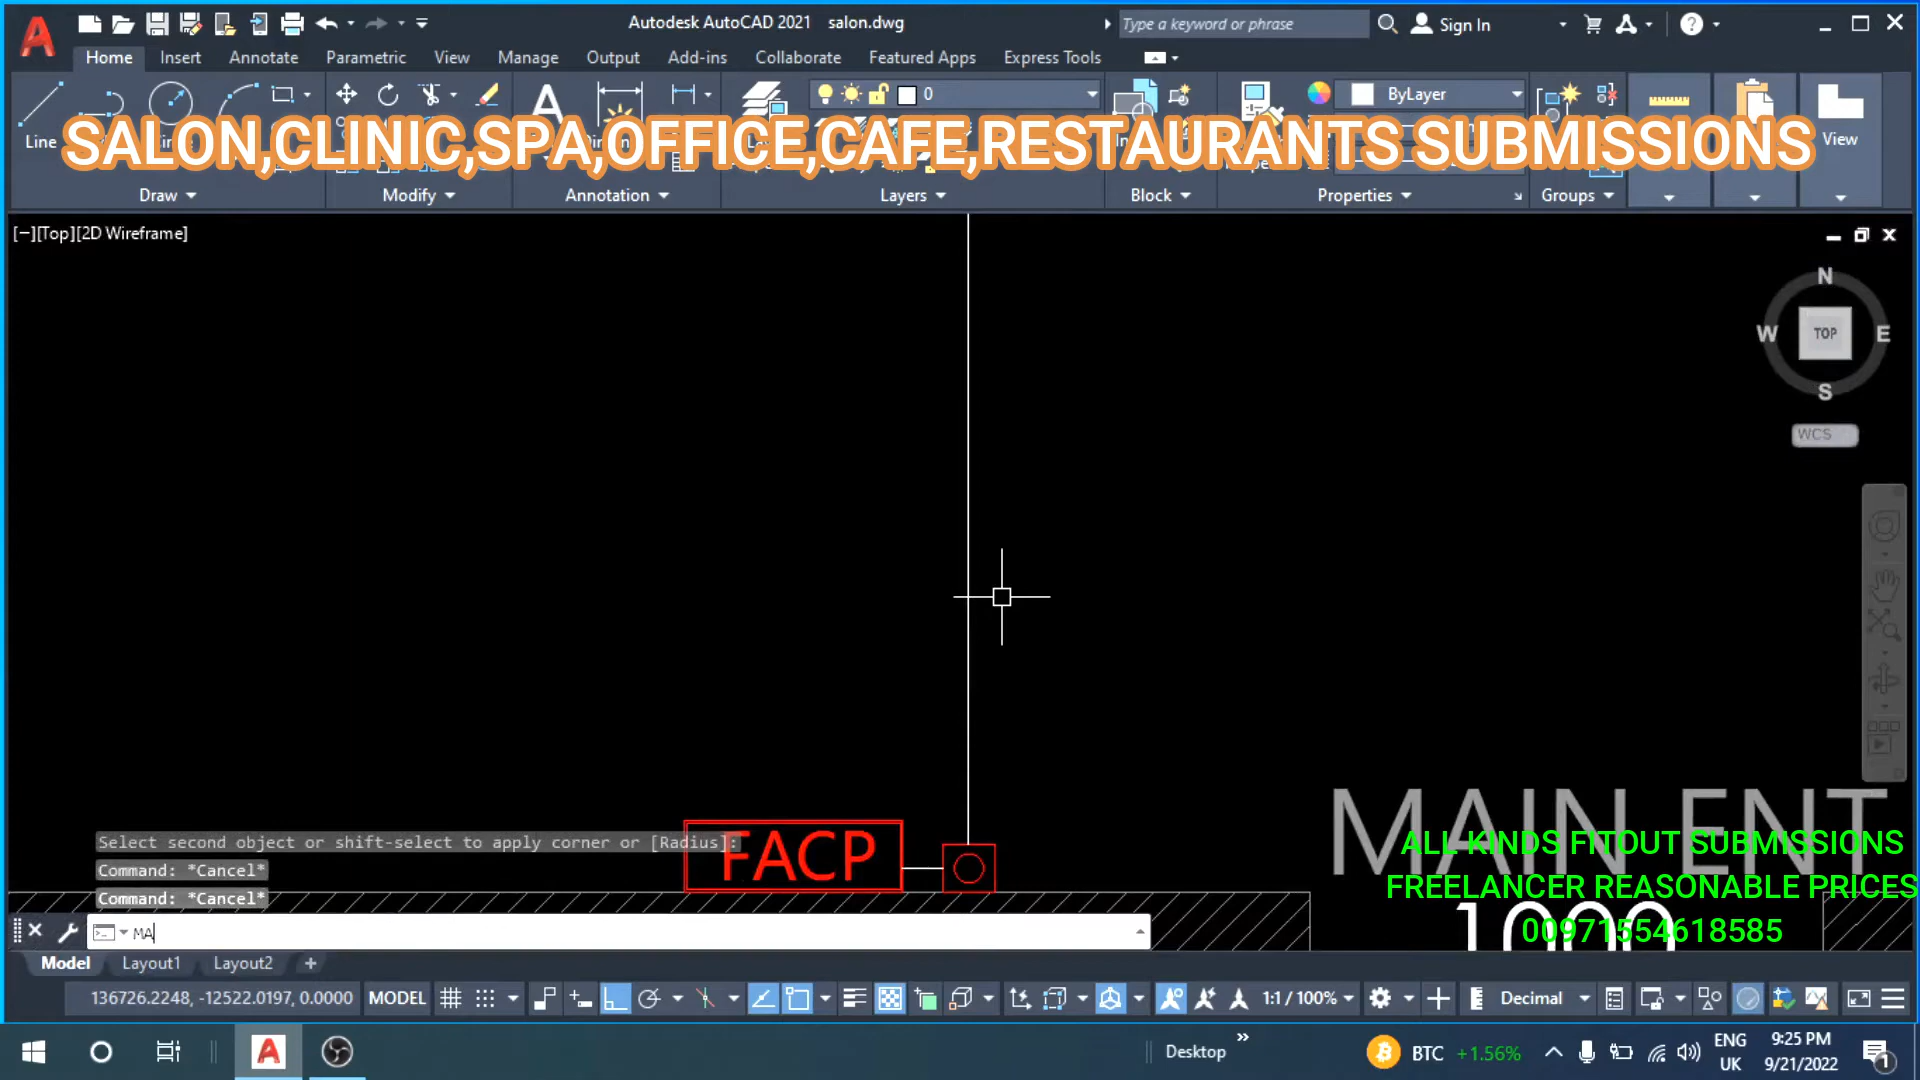 Autodesk AutoCAD 2021 salon.dwg
Type a keyword or phrase
Sign In
Home Insert Annotate Parametric View Manage Output Add-ins Collaborate Featured Apps Express Tools
0
ByLayer
Line
View
SALON,CLINIC,SPA,OFFICE,CAFE,RESTAURANTS SUBMISSIONS
Draw Modify Annotation Layers Block Properties Groups
[−][Top][2D Wireframe]
N
W TOP E
S
WCS
MAIN ENT
FACP
ALL KINDS FITOUT SUBMISSIONS
FREELANCER REASONABLE PRICES
1000
00971554618585
Select second object or shift-select to apply corner or [Radius]:
Command: *Cancel*
Command: *Cancel*
MA
Model Layout1 Layout2 +
136726.2248, -12522.0197, 0.0000 MODEL 1:1 / 100% Decimal
Desktop
BTC +1.56%
ENG
UK
9:25 PM
9/21/2022
1